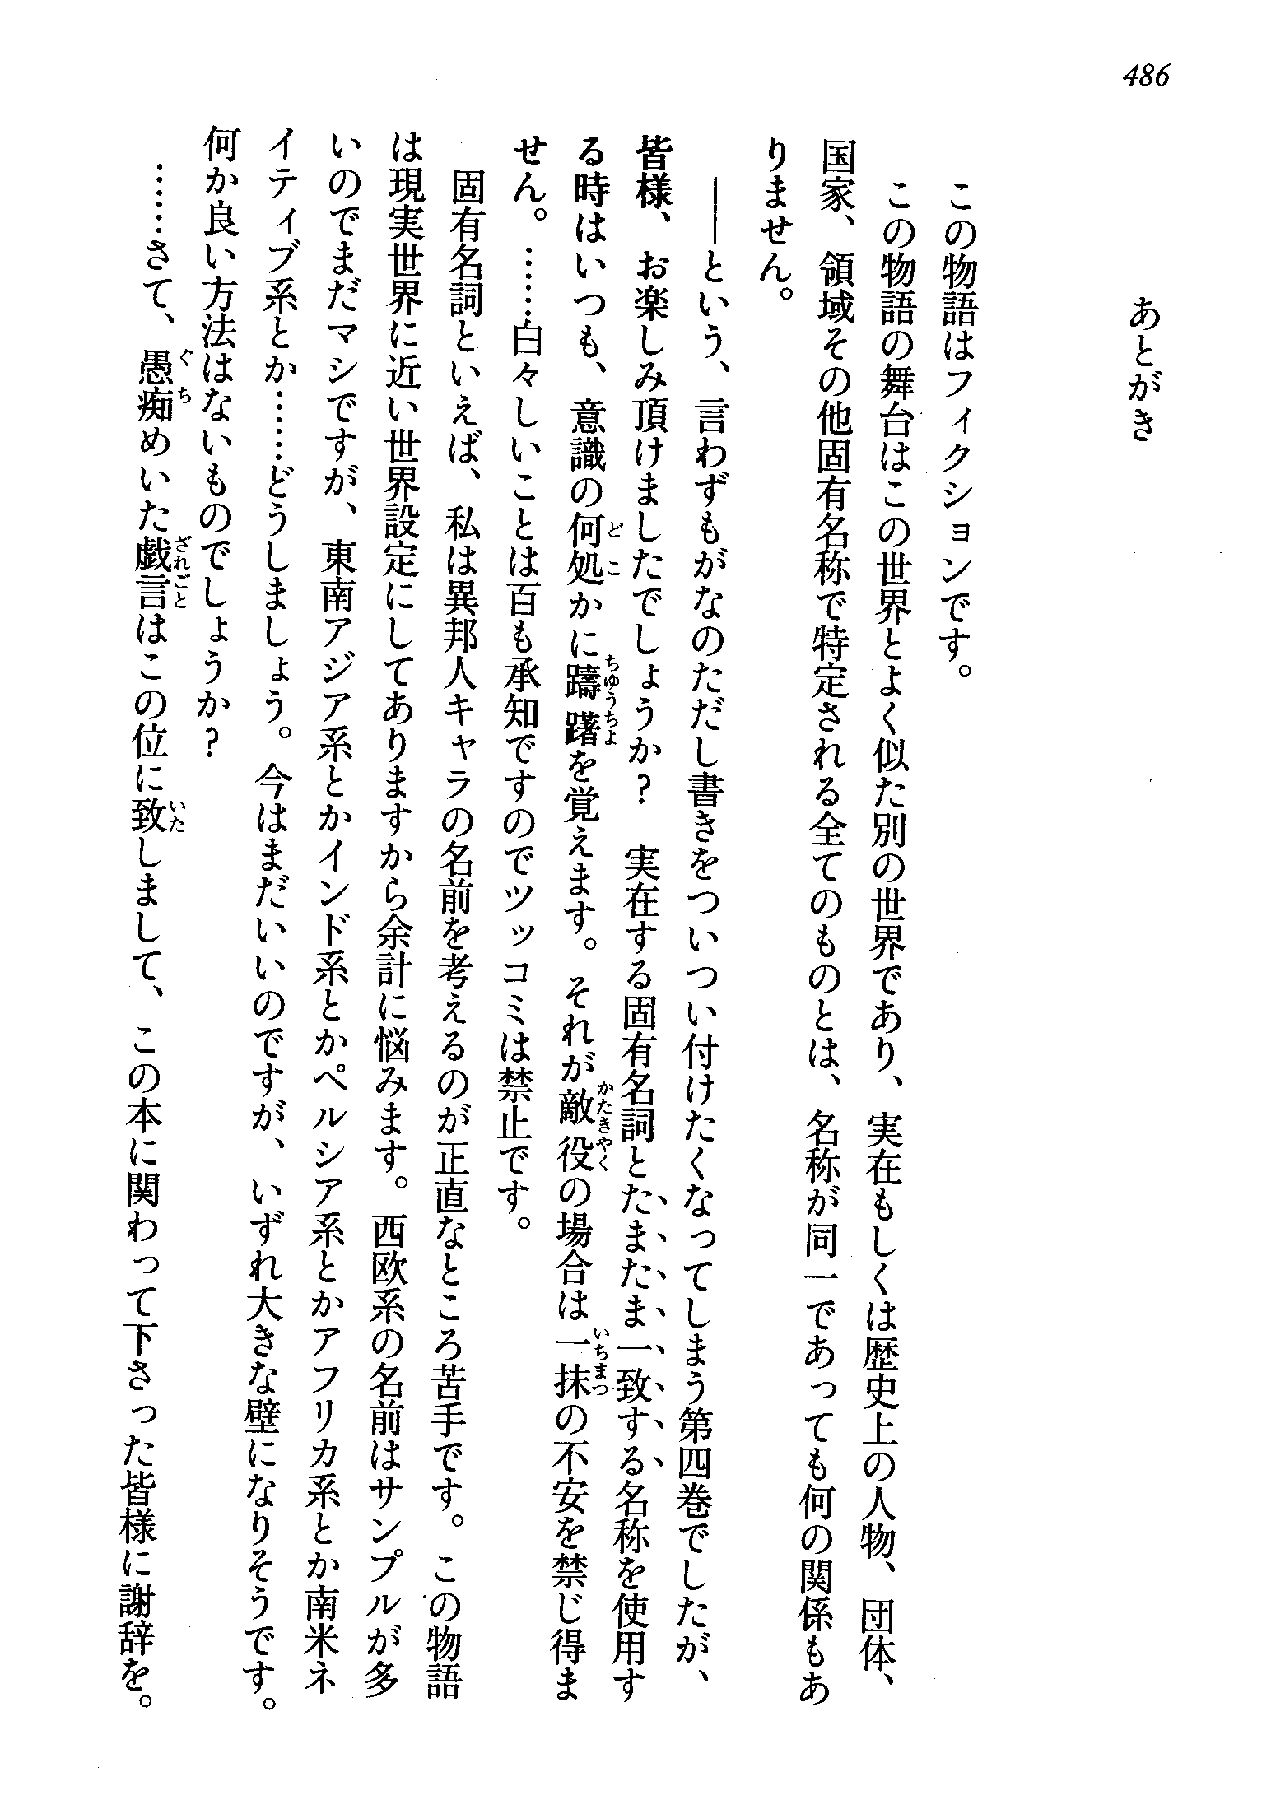 486
あとがき
この物語はフィクションです。
この物語の舞台はこの世界とよく似た別の世界であり、実在もしくは歴史上の人物、団体、
国家、領域その他固有名称で特定される全てのものとは、名称が同一であっても何の関係もあ
りません。
――という、言わずもがなのただし書きをついつい付けたくなってしまう第四巻でしたが、
皆様、お楽しみ頂けましたでしょうか？　実在する固有名詞とたまたま一致する名称を使用す
る時はいつも、意識の何処かに躊躇を覚えます。それが敵役の場合は一抹の不安を禁じ得ま
せん。……白々しいことは百も承知ですのでツッコミは禁止です。
固有名詞といえば、私は異邦人キャラの名前を考えるのが正直なところ苦手です。この物語
は現実世界に近い世界設定にしてありますから余計に悩みます。西欧系の名前はサンプルが多
いのでまだマシですが、東南アジア系とかインド系とかペルシア系とかアフリカ系とか南米ネ
イティブ系とか……どうしましょう。今はまだいいのですが、いずれ大きな壁になりそうです。
何か良い方法はないものでしょうか？
……さて、愚痴めいた戯言はこの位に致しまして、この本に関わって下さった皆様に謝辞を。